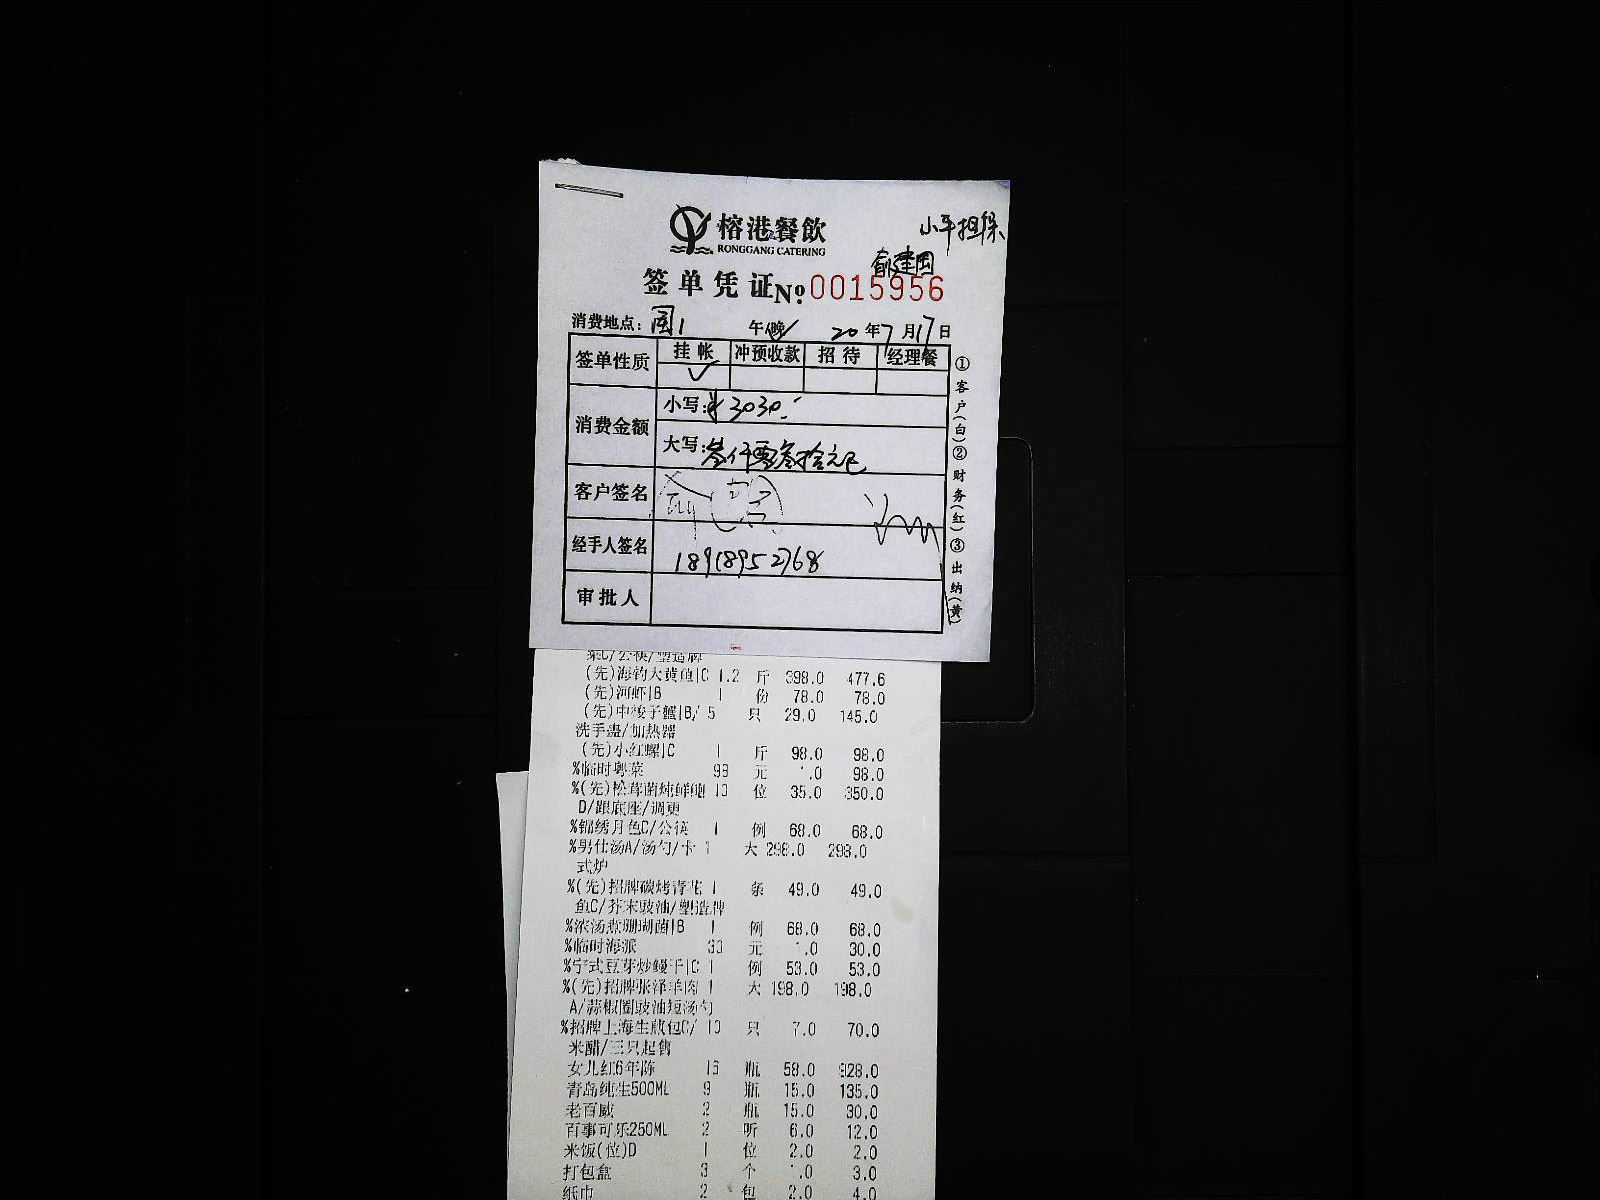 小平担保
榕港餐飲
RONGGANG CATERING
郁建国
签单凭证 No 0015956
消费地点: 闵1 午(晚) 20年7月17日
签单性质 挂帐 冲预收款 招待 经理餐
✓
消费金额 小写: ¥3030.-
大写: 叁仟零叁拾元正
客户签名
经手人签名 18918952768
审批人
①客户(白)②财务(红)③出纳(黄)
(先)海钓大黄鱼|C 1.2 斤 398.0 477.6
(先)河虾|B 1 份 78.0 78.0
(先)中梭子蟹|B/ 5 只 29.0 145.0
洗手盅/加热器
(先)小红螺|C 1 斤 98.0 98.0
%临时粤菜 98 元 1.0 98.0
%(先)松茸菌炖鲜鲍 10 位 35.0 350.0
D/跟底座/调更
%锦绣月色C/公筷 1 例 68.0 68.0
%男仕汤A/汤勺/卡 1 大 298.0 298.0
式炉
%(先)招牌碳烤青花 1 条 49.0 49.0
鱼C/芥末豉油/塑造牌
%浓汤煮珊瑚菌|B 1 例 68.0 68.0
%临时海派 30 元 1.0 30.0
%宁式豆芽炒鳗干|C 1 例 53.0 53.0
%(先)招牌张泽羊肉 1 大 198.0 198.0
A/蒜椒圈豉油短汤勺
%招牌上海生煎包C/ 10 只 7.0 70.0
米醋/三只起售
女儿红6年陈 16 瓶 58.0 928.0
青岛纯生500ML 9 瓶 15.0 135.0
老百威 2 瓶 15.0 30.0
百事可乐250ML 2 听 6.0 12.0
米饭(位)D 1 位 2.0 2.0
打包盒 3 个 1.0 3.0
纸巾 2 包 2.0 4.0